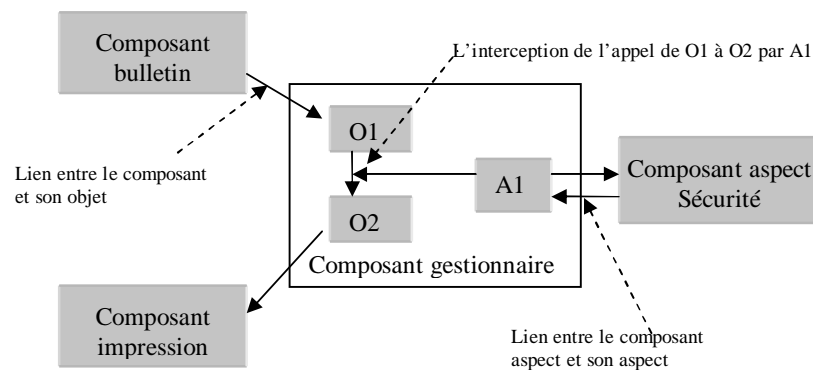 Composant
bulletin
L'interception de l'appel de O1 à O2 par A1
O1
Lien entre le composant
et son objet
A1
Composant aspect
Sécurité
O2
Composant gestionnaire
Composant
impression
Lien entre le composant
aspect et son aspect